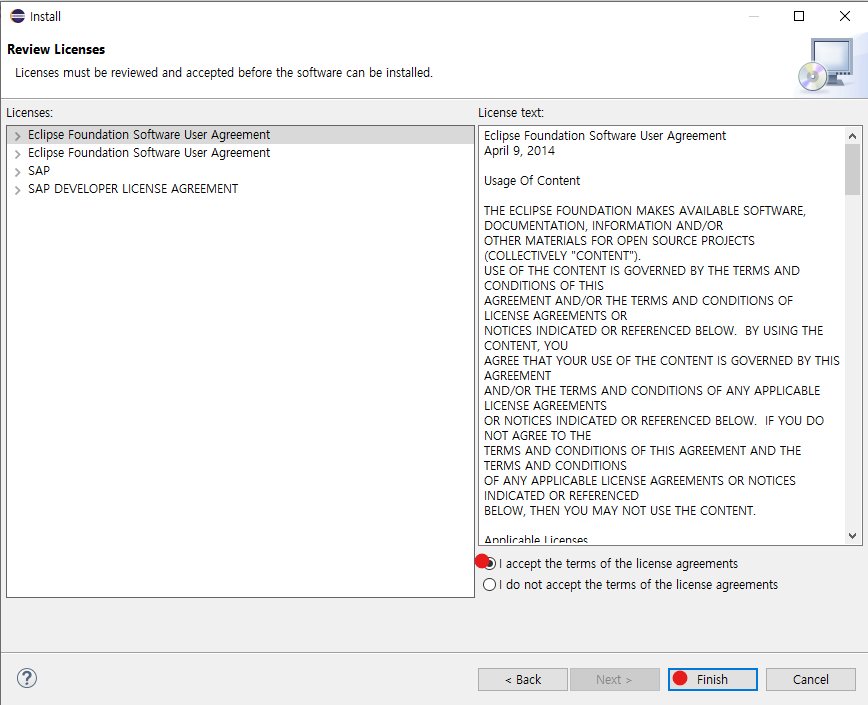 Install
Review Licenses
Licenses must be reviewed and accepted before the software can be installed.
Licenses:
Eclipse Foundation Software User Agreement
Eclipse Foundation Software User Agreement
SAP
SAP DEVELOPER LICENSE AGREEMENT
License text:
Eclipse Foundation Software User Agreement
April 9, 2014
Usage Of Content
THE ECLIPSE FOUNDATION MAKES AVAILABLE SOFTWARE,
DOCUMENTATION, INFORMATION AND/OR
OTHER MATERIALS FOR OPEN SOURCE PROJECTS
(COLLECTIVELY "CONTENT").
USE OF THE CONTENT IS GOVERNED BY THE TERMS AND
CONDITIONS OF THIS
AGREEMENT AND/OR THE TERMS AND CONDITIONS OF
LICENSE AGREEMENTS OR
NOTICES INDICATED OR REFERENCED BELOW.  BY USING THE
CONTENT, YOU
AGREE THAT YOUR USE OF THE CONTENT IS GOVERNED BY THIS
AGREEMENT
AND/OR THE TERMS AND CONDITIONS OF ANY APPLICABLE
LICENSE AGREEMENTS
OR NOTICES INDICATED OR REFERENCED BELOW.  IF YOU DO
NOT AGREE TO THE
TERMS AND CONDITIONS OF THIS AGREEMENT AND THE
TERMS AND CONDITIONS
OF ANY APPLICABLE LICENSE AGREEMENTS OR NOTICES
INDICATED OR REFERENCED
BELOW, THEN YOU MAY NOT USE THE CONTENT.
Applicable Licenses
I accept the terms of the license agreements
I do not accept the terms of the license agreements
?
< Back
Next >
Finish
Cancel